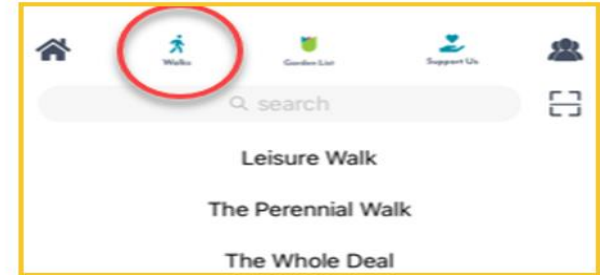 Walks Garden List Support Us
search
Leisure Walk
The Perennial Walk
The Whole Deal